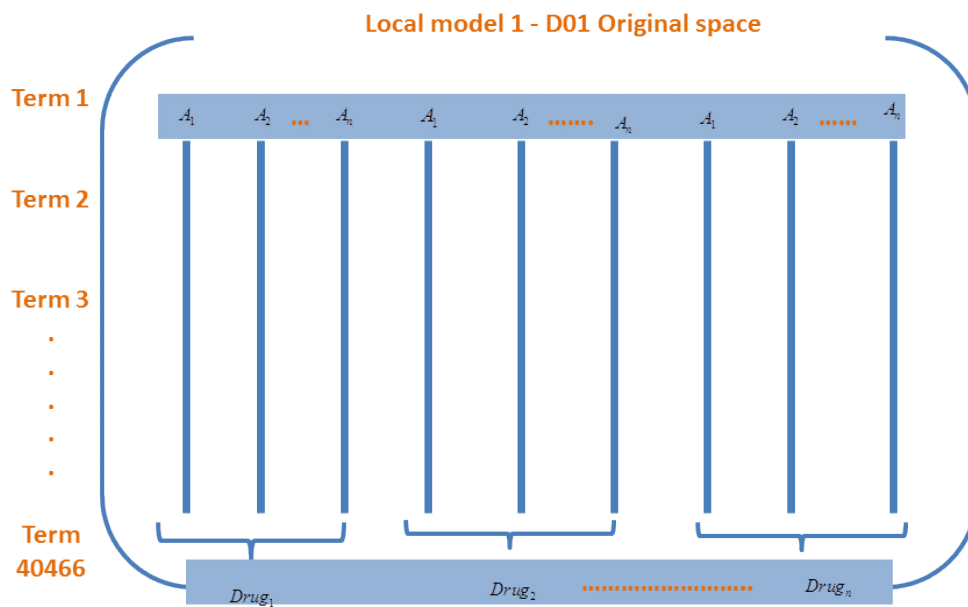 Local model 1 - D01 Original space
Term 1
A₁ A₂ ... Aₙ A₁ A₂ ........ Aₙ A₁ A₂ ...... Aₙ
Term 2
Term 3
.
.
.
.
.
Term
40466
Drug₁ Drug₂ .............................. Drugₙ